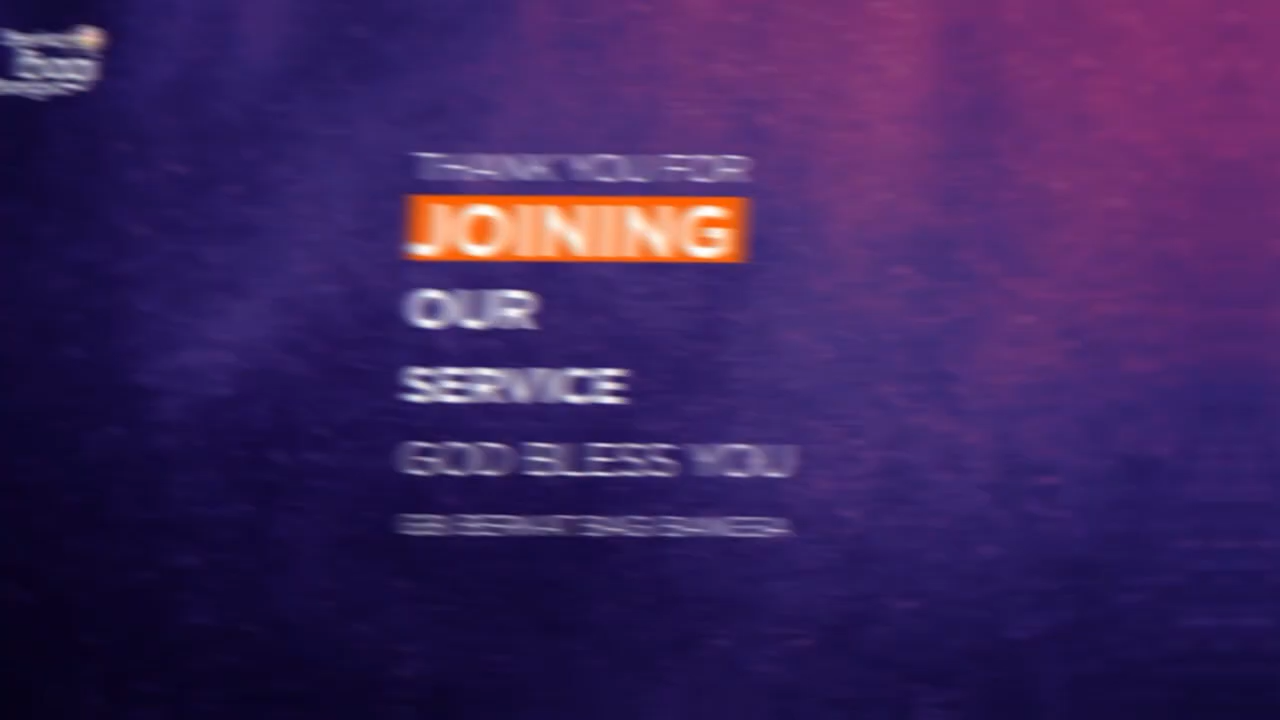 THANK YOU FOR
JOINING
OUR
SERVICE
GOD BLESS YOU